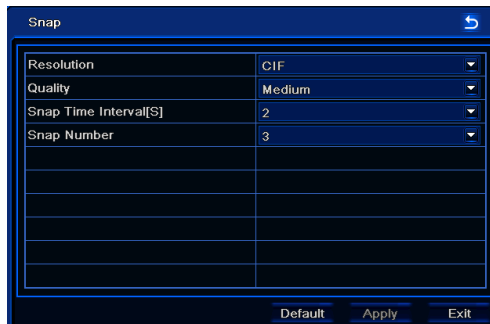 Snap
Resolution CIF
Quality Medium
Snap Time Interval[S] 2
Snap Number 3
Default Apply Exit